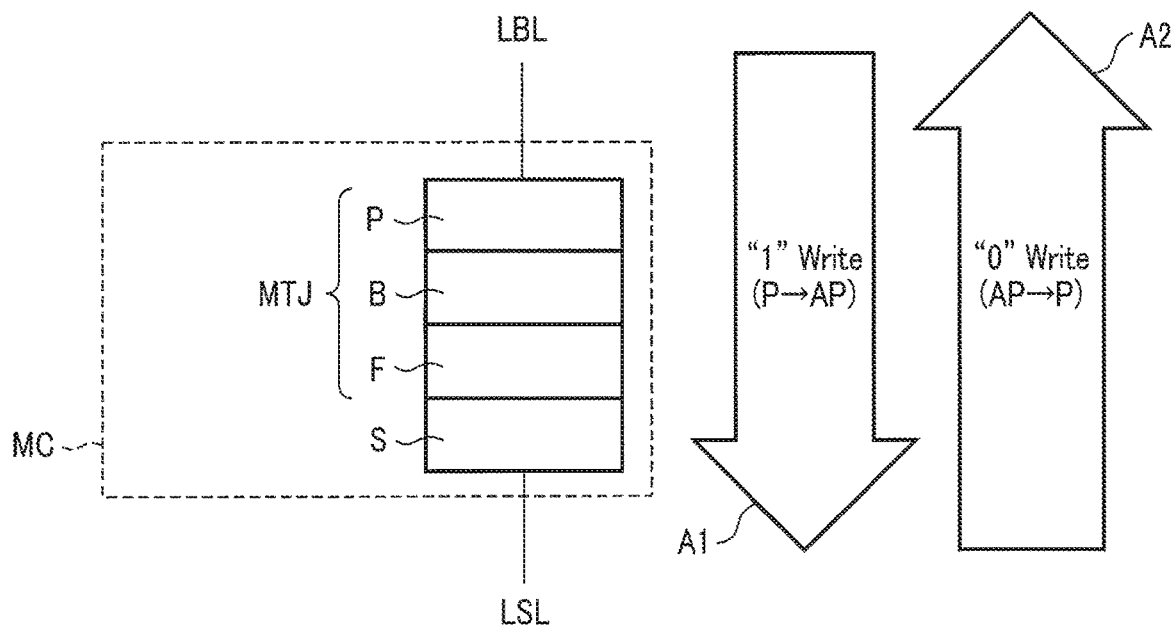 LBL
A2
P
"1" Write
(P→AP)
"0" Write
(AP→P)
MTJ
B
F
MC
S
A1
LSL